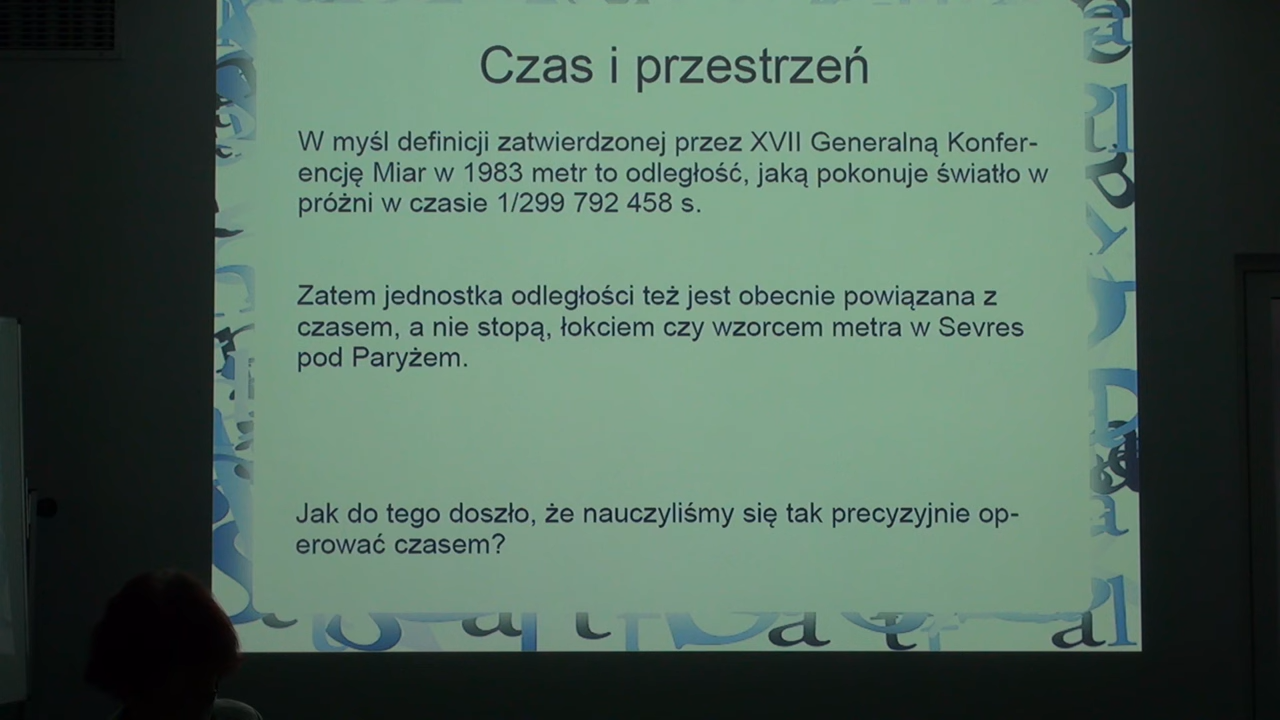 Czas i przestrzeń
W myśl definicji zatwierdzonej przez XVII Generalną Konfer-
encję Miar w 1983 metr to odległość, jaką pokonuje światło w
próżni w czasie 1/299 792 458 s.
Zatem jednostka odległości też jest obecnie powiązana z
czasem, a nie stopą, łokciem czy wzorcem metra w Sevres
pod Paryżem.
Jak do tego doszło, że nauczyliśmy się tak precyzyjnie op-
erować czasem?